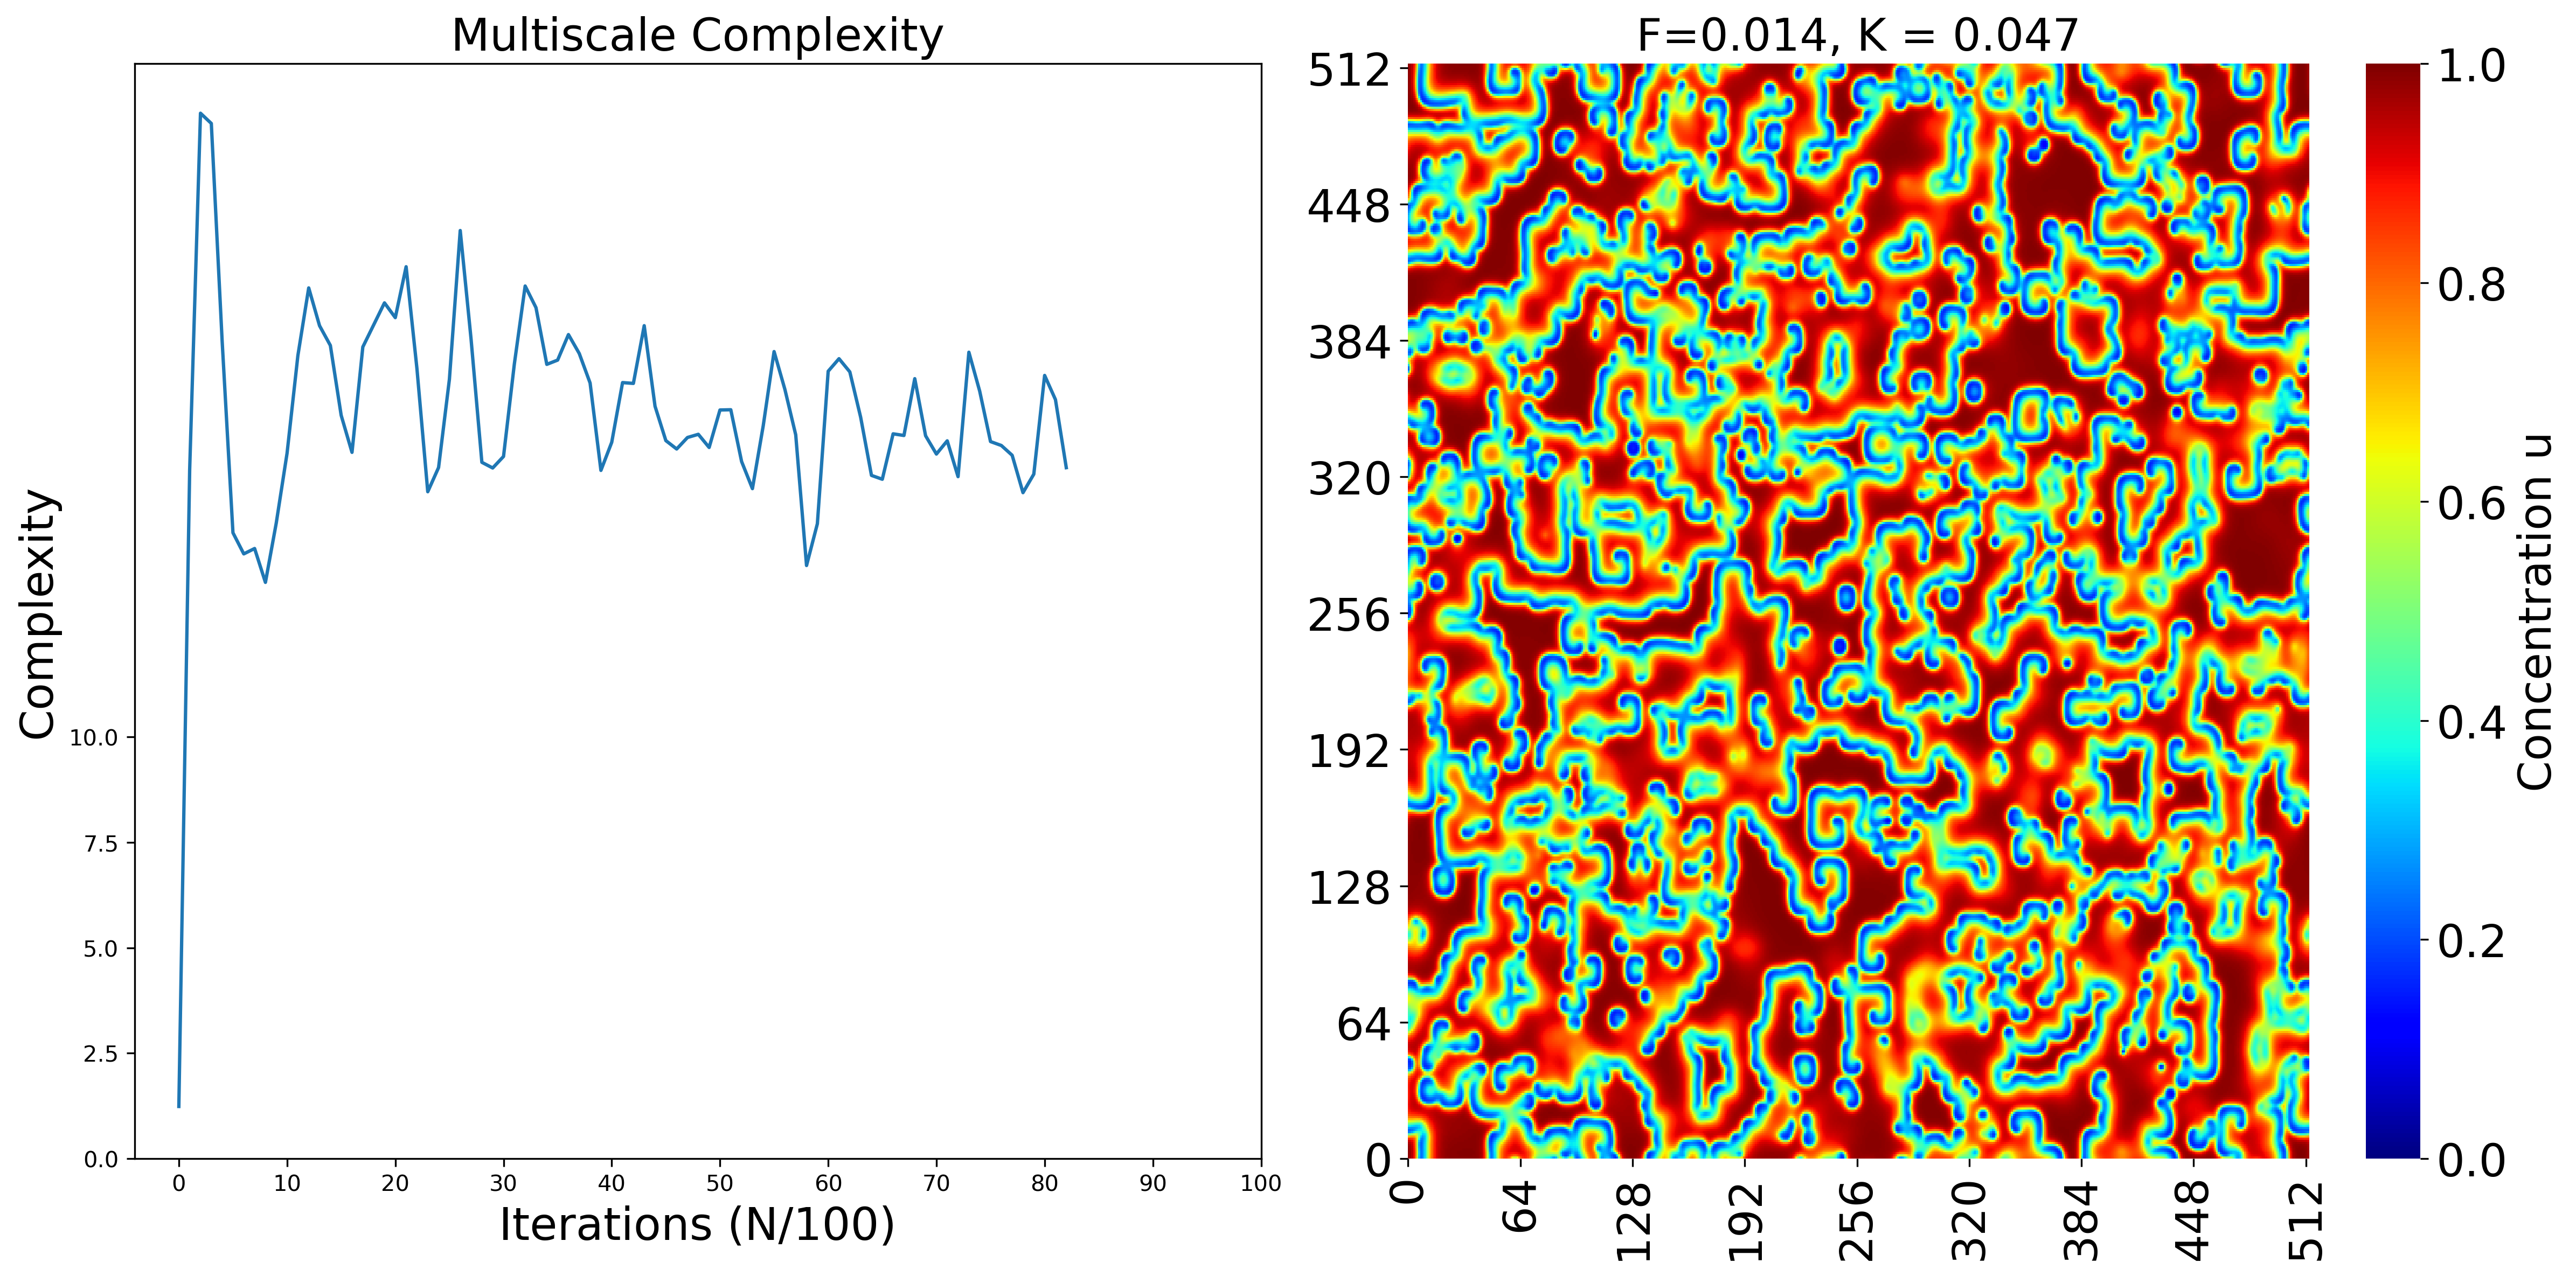 Multiscale Complexity
Complexity
10.0
7.5
5.0
2.5
0.0
0 10 20 30 40 50 60 70 80 90 100
Iterations (N/100)
F=0.014, K = 0.047
512
448
384
320
256
192
128
64
0
0 64 128 192 256 320 384 448 512
1.0
0.8
0.6
0.4
0.2
0.0
Concentration u